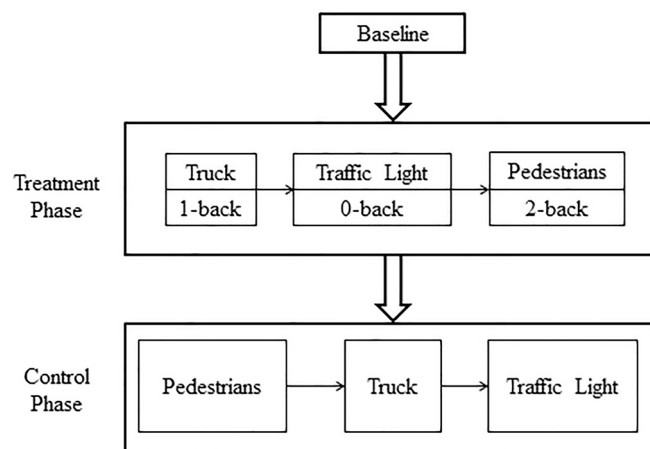 Baseline
Treatment
Phase
Truck
1-back
Traffic Light
0-back
Pedestrians
2-back
Control
Phase
Pedestrians
Truck
Traffic Light